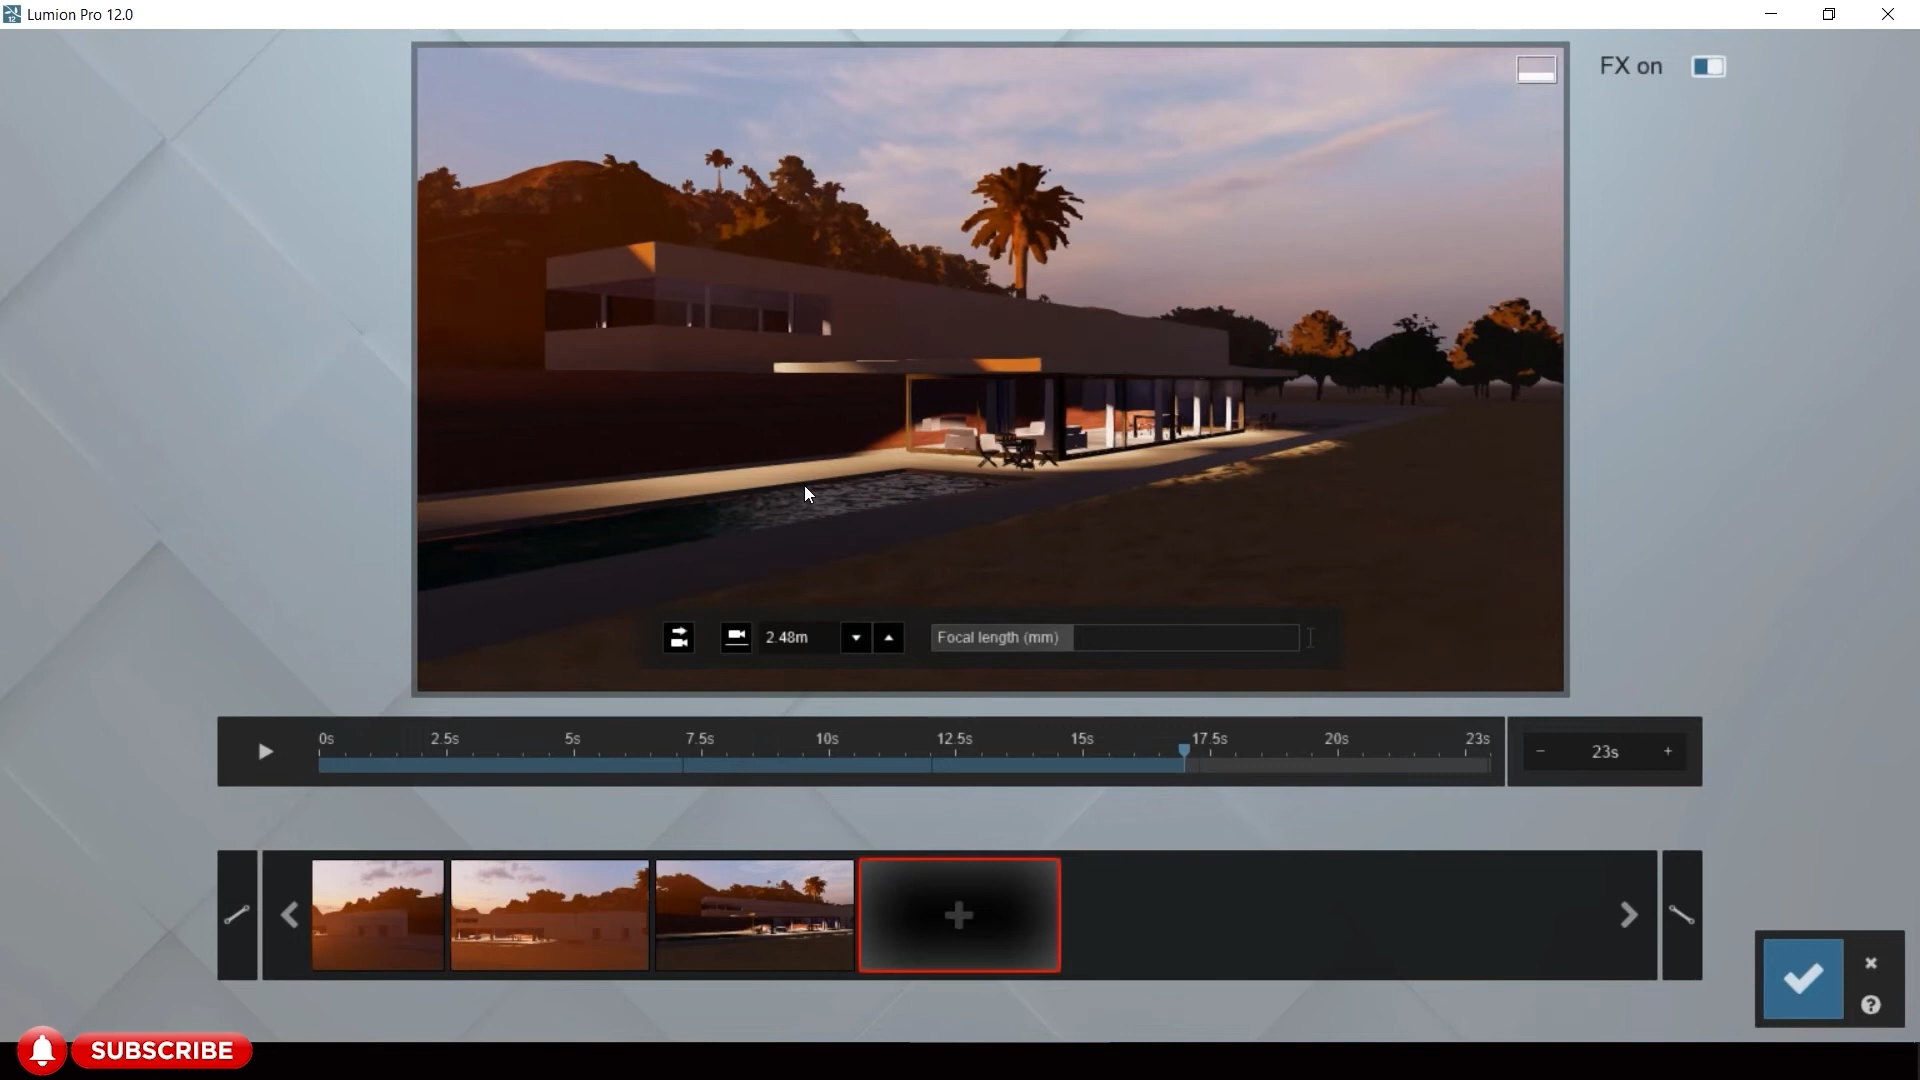 Lumion Pro 12.0
FX on
2.48m
Focal length (mm)
0s 2.5s 5s 7.5s 10s 12.5s 15s 17.5s 20s 23s
- 23s +
SUBSCRIBE